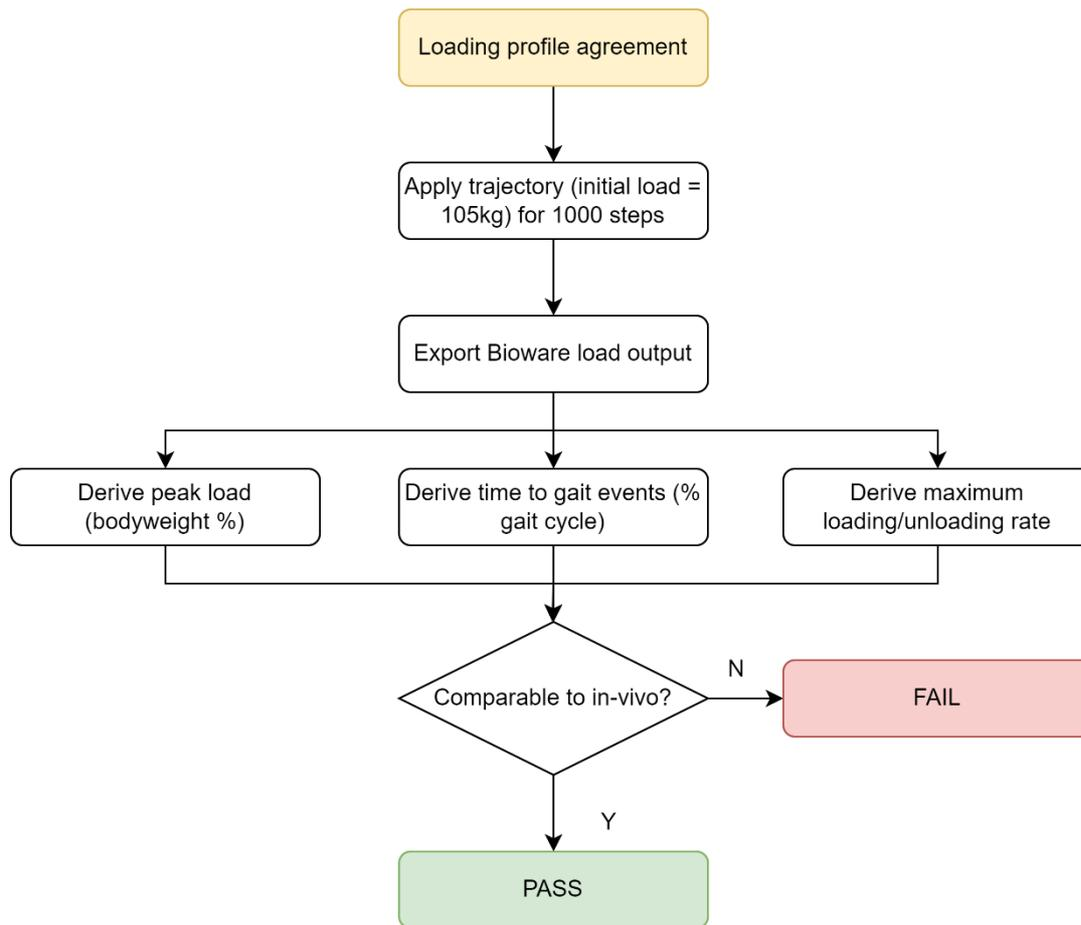 Loading profile agreement
Apply trajectory (initial load =
105kg) for 1000 steps
Export Bioware load output
Derive peak load
(bodyweight %)
Derive time to gait events (%
gait cycle)
Derive maximum
loading/unloading rate
Comparable to in-vivo?
N
FAIL
Y
PASS